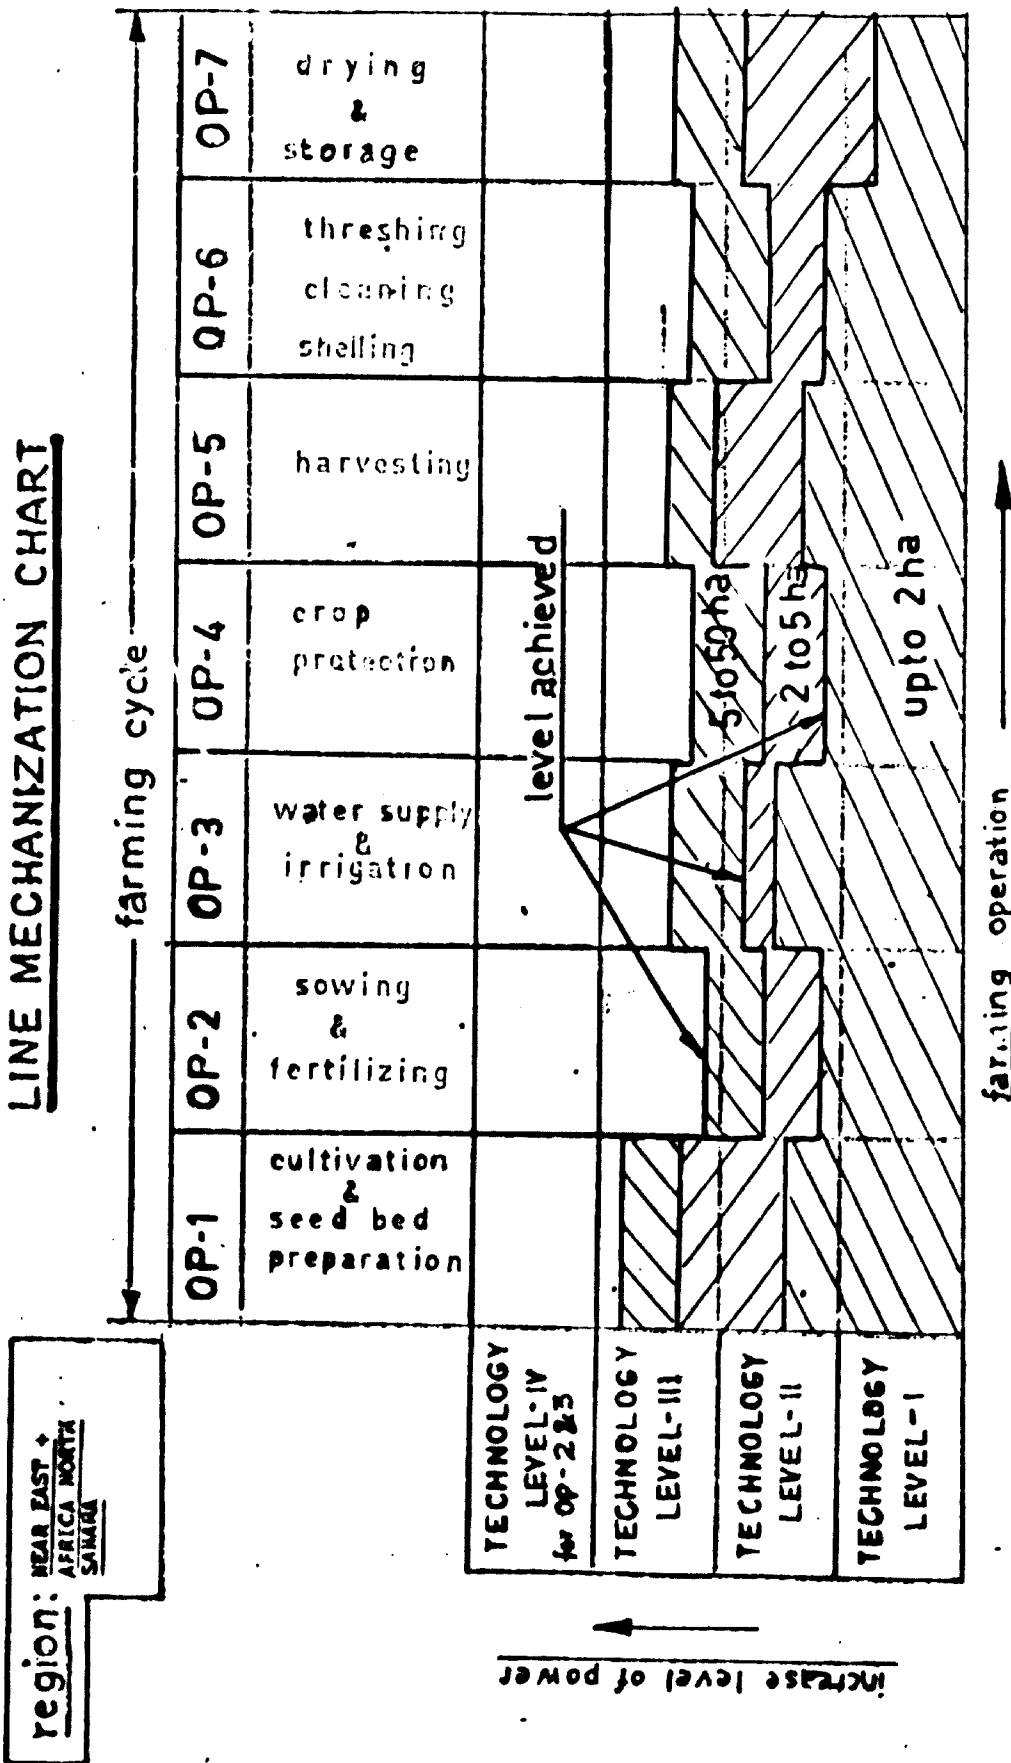 LINE MECHANIZATION CHART
region: NEAR EAST +
AFRICA NORTH
SAHARA
farming cycle
OP-1
OP-2
OP-3
OP-4
OP-5
OP-6
OP-7
cultivation
&
seed bed
preparation
sowing
&
fertilizing
water supply
&
irrigation
crop
protection
harvesting
threshing
cleaning
shelling
drying
&
storage
TECHNOLOGY
LEVEL-IV
for OP-2&3
TECHNOLOGY
LEVEL-III
TECHNOLOGY
LEVEL-II
TECHNOLOGY
LEVEL-I
level achieved
5 to 50 ha
2 to 5 ha
upto 2 ha
increase level of power
farming operation